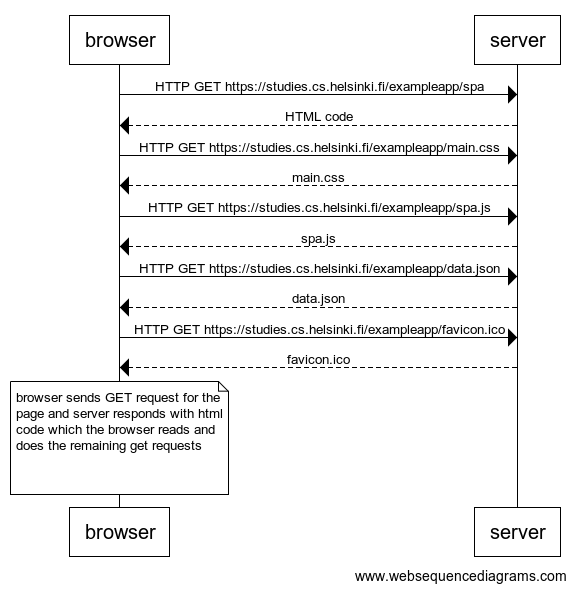 browser
server
HTTP GET https://studies.cs.helsinki.fi/exampleapp/spa
HTML code
HTTP GET https://studies.cs.helsinki.fi/exampleapp/main.css
main.css
HTTP GET https://studies.cs.helsinki.fi/exampleapp/spa.js
spa.js
HTTP GET https://studies.cs.helsinki.fi/exampleapp/data.json
data.json
HTTP GET https://studies.cs.helsinki.fi/exampleapp/favicon.ico
favicon.ico
browser sends GET request for the
page and server responds with html
code which the browser reads and
does the remaining get requests
browser
server
www.websequencediagrams.com